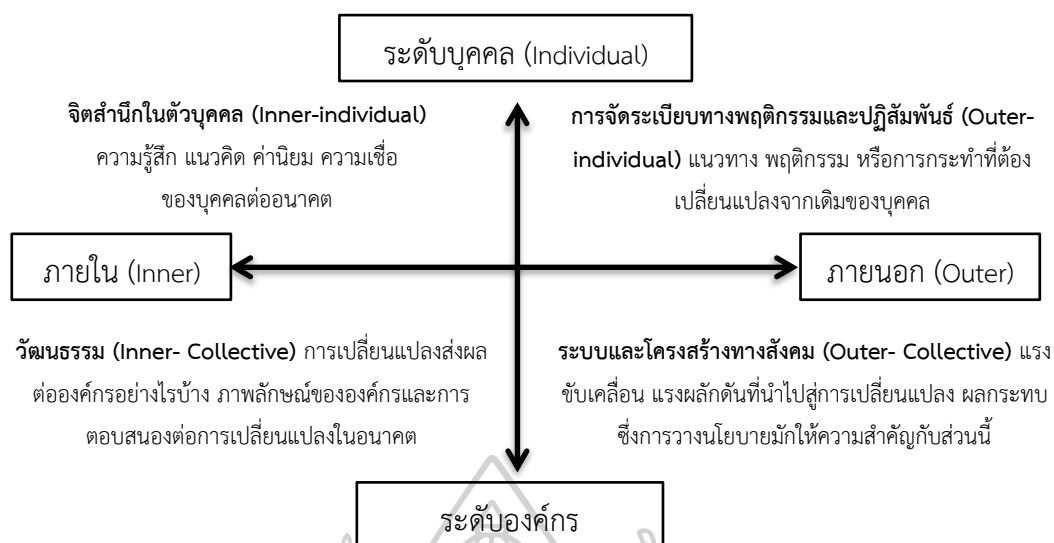 ระดับบุคคล (Individual)
จิตสำนึกในตัวบุคคล (Inner-individual)
ความรู้สึก แนวคิด ค่านิยม ความเชื่อ
ของบุคคลต่ออนาคต
การจัดระเบียบทางพฤติกรรมและปฏิสัมพันธ์ (Outer-
individual) แนวทาง พฤติกรรม หรือการกระทำที่ต้อง
เปลี่ยนแปลงจากเดิมของบุคคล
ภายใน (Inner)
ภายนอก (Outer)
วัฒนธรรม (Inner- Collective) การเปลี่ยนแปลงส่งผล
ต่อองค์กรอย่างไรบ้าง ภาพลักษณ์ขององค์กรและการ
ตอบสนองต่อการเปลี่ยนแปลงในอนาคต
ระบบและโครงสร้างทางสังคม (Outer- Collective) แรง
ขับเคลื่อน แรงผลักดันที่นำไปสู่การเปลี่ยนแปลง ผลกระทบ
ซึ่งการวางนโยบายมักให้ความสำคัญกับส่วนนี้
ระดับองค์กร